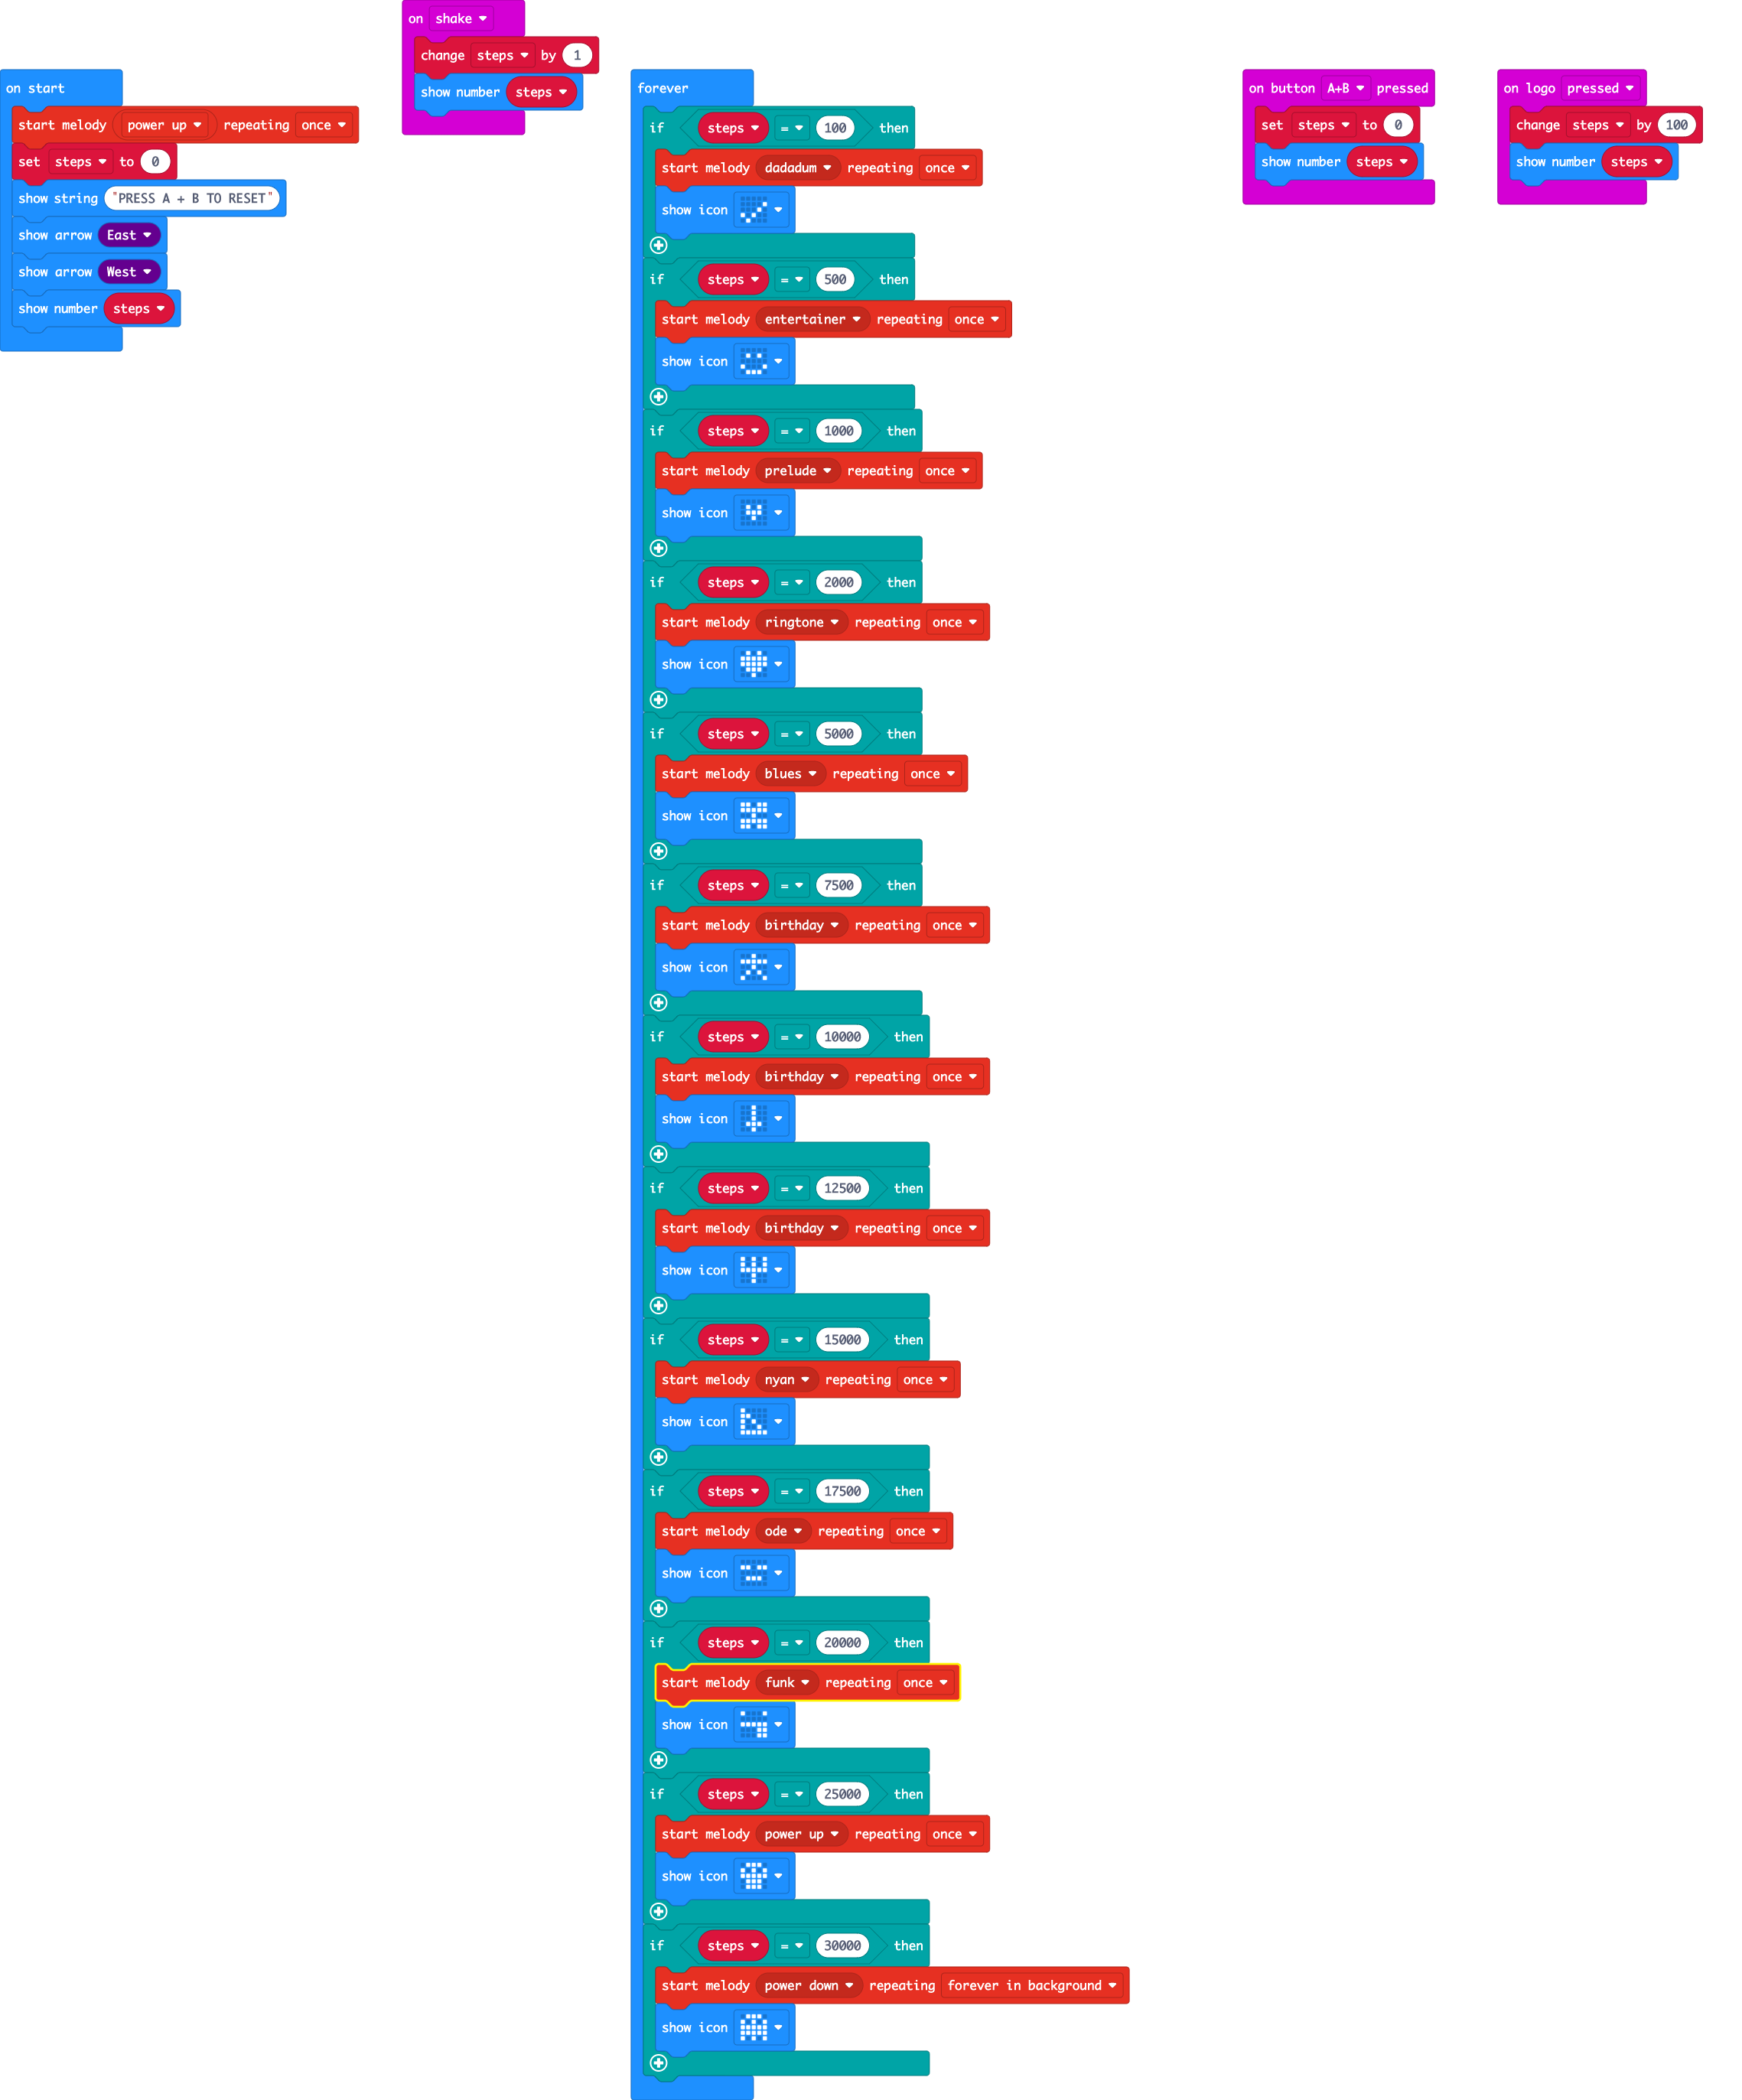 on start
start melody power up repeating once
set steps to 0
show string "PRESS A + B TO RESET"
show arrow East
show arrow West
show number steps
on shake
change steps by 1
show number steps
forever
if steps = 100 then
start melody dadadum repeating once
show icon
if steps = 500 then
start melody entertainer repeating once
show icon
if steps = 1000 then
start melody prelude repeating once
show icon
if steps = 2000 then
start melody ringtone repeating once
show icon
if steps = 5000 then
start melody blues repeating once
show icon
if steps = 7500 then
start melody birthday repeating once
show icon
if steps = 10000 then
start melody birthday repeating once
show icon
if steps = 12500 then
start melody birthday repeating once
show icon
if steps = 15000 then
start melody nyan repeating once
show icon
if steps = 17500 then
start melody ode repeating once
show icon
if steps = 20000 then
start melody funk repeating once
show icon
if steps = 25000 then
start melody power up repeating once
show icon
if steps = 30000 then
start melody power down repeating forever in background
show icon
on button A+B pressed
set steps to 0
show number steps
on logo pressed
change steps by 100
show number steps